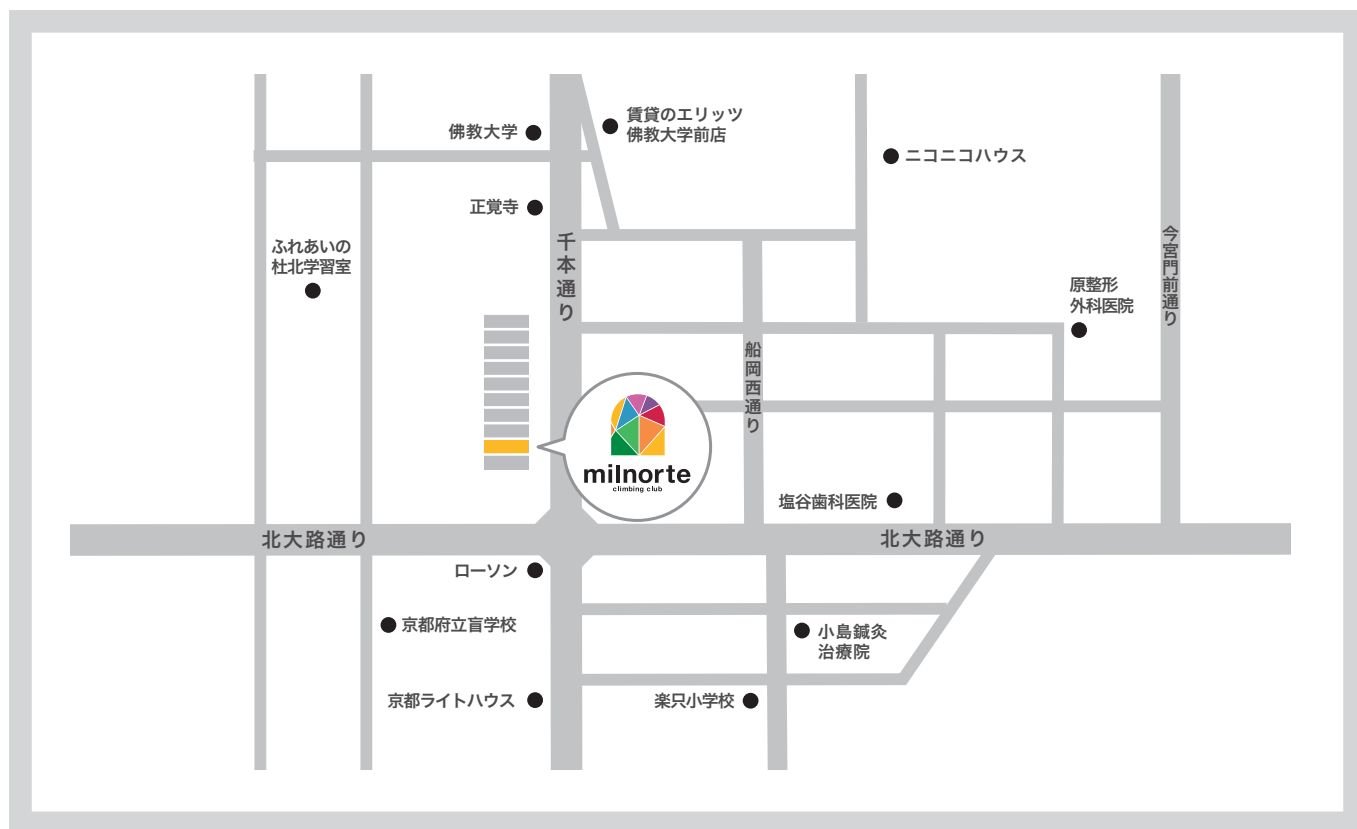 佛教大学
賃貸のエリッツ
佛教大学前店
ニコニコハウス
正覚寺
ふれあいの
杜北学習室
千本通り
今宮門前通り
原整形
外科医院
船岡西通り
milnorte
climbing club
塩谷歯科医院
北大路通り
北大路通り
ローソン
京都府立盲学校
小島鍼灸
治療院
京都ライトハウス
楽只小学校